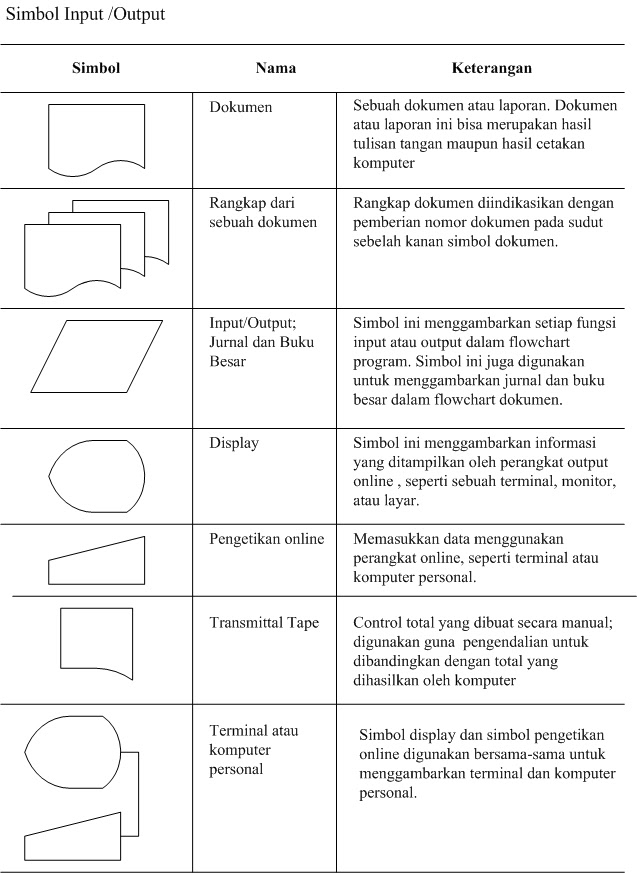 Simbol Input /Output
Simbol Nama Keterangan
Dokumen
Sebuah dokumen atau laporan. Dokumen
atau laporan ini bisa merupakan hasil
tulisan tangan maupun hasil cetakan
komputer
Rangkap dari
sebuah dokumen
Rangkap dokumen diindikasikan dengan
pemberian nomor dokumen pada sudut
sebelah kanan simbol dokumen.
Input/Output;
Jurnal dan Buku
Besar
Simbol ini menggambarkan setiap fungsi
input atau output dalam flowchart
program. Simbol ini juga digunakan
untuk menggambarkan jurnal dan buku
besar dalam flowchart dokumen.
Display
Simbol ini menggambarkan informasi
yang ditampilkan oleh perangkat output
online , seperti sebuah terminal, monitor,
atau layar.
Pengetikan online
Memasukkan data menggunakan
perangkat online, seperti terminal atau
komputer personal.
Transmittal Tape
Control total yang dibuat secara manual;
digunakan guna  pengendalian untuk
dibandingkan dengan total yang
dihasilkan oleh komputer
Terminal atau
komputer
personal
Simbol display dan simbol pengetikan
online digunakan bersama-sama untuk
menggambarkan terminal dan komputer
personal.